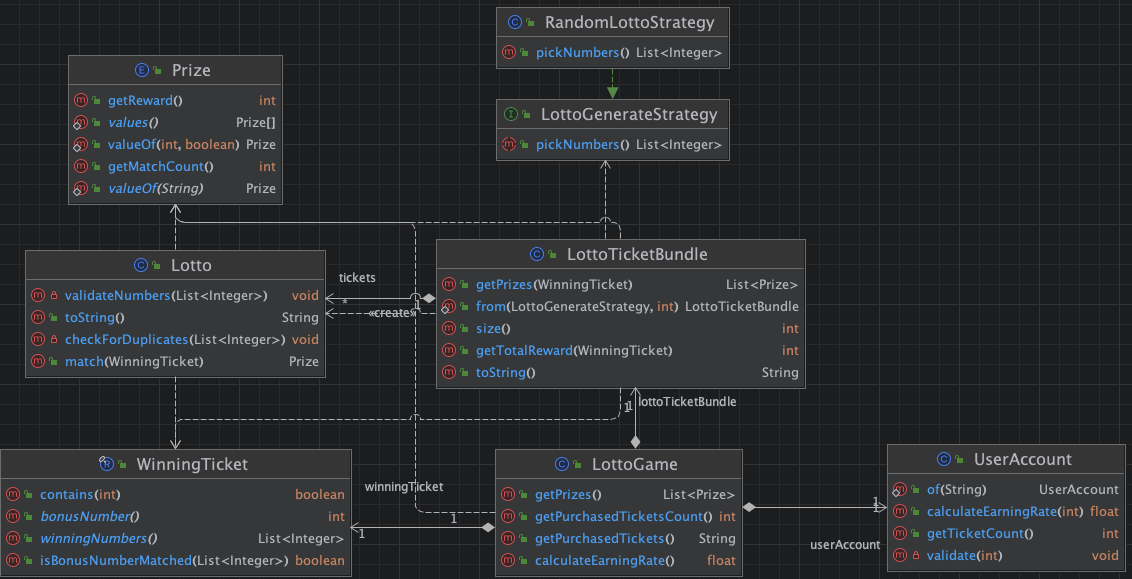 RandomLottoStrategy
pickNumbers() List<Integer>
LottoGenerateStrategy
pickNumbers() List<Integer>
Prize
getReward() int
values() Prize[]
valueOf(int, boolean) Prize
getMatchCount() int
valueOf(String) Prize
Lotto
validateNumbers(List<Integer>) void
toString() String
checkForDuplicates(List<Integer>) void
match(WinningTicket) Prize
tickets
1
*
«create»
LottoTicketBundle
getPrizes(WinningTicket) List<Prize>
from(LottoGenerateStrategy, int) LottoTicketBundle
size() int
getTotalReward(WinningTicket) int
toString() String
1
1
lottoTicketBundle
WinningTicket
contains(int) boolean
bonusNumber() int
winningNumbers() List<Integer>
isBonusNumberMatched(List<Integer>) boolean
winningTicket
1
1
LottoGame
getPrizes() List<Prize>
getPurchasedTicketsCount() int
getPurchasedTickets() String
calculateEarningRate() float
1
1
userAccount
UserAccount
of(String) UserAccount
calculateEarningRate(int) float
getTicketCount() int
validate(int) void